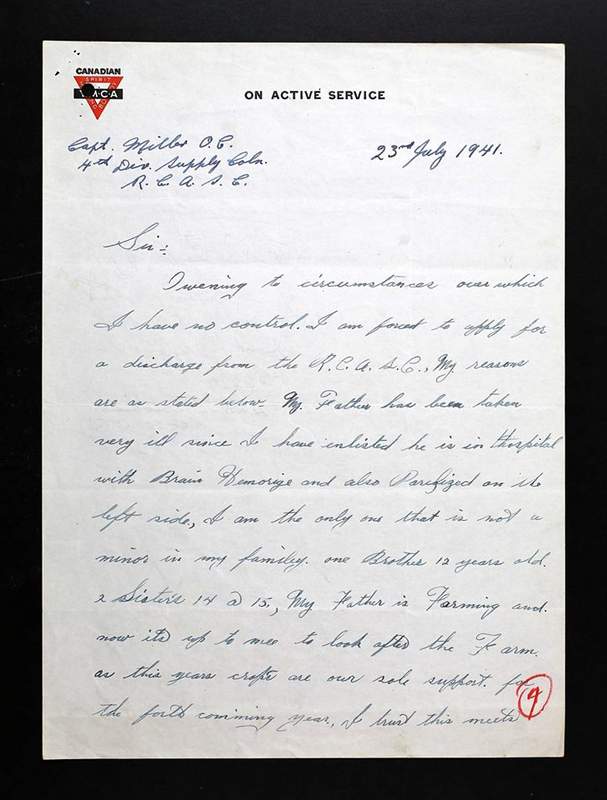 CANADIAN
SPIRIT
YMCA
ON ACTIVE SERVICE
Capt. Miller O.C.
23rd July 1941.
4th Div. Supply Coln.
R.C.A.S.C.
Sir:
Owening to circumstances over which
I have no control. I am forced to apply for
a discharge from the R.C.A.S.C., My reasons
are as stated below. My Father has been taken
very ill since I have enlisted he is in Hospital
with Brain Hemorige and also Parilized on the
left side, I am the only one that is not a
minor in my family. one Brother 12 years old.
2 Sister's 14 & 15., My Father is Farming and.
now its up to mee to look after the Farm.
as this years crops are our sole support. for
the forth comming year, I trust this meets